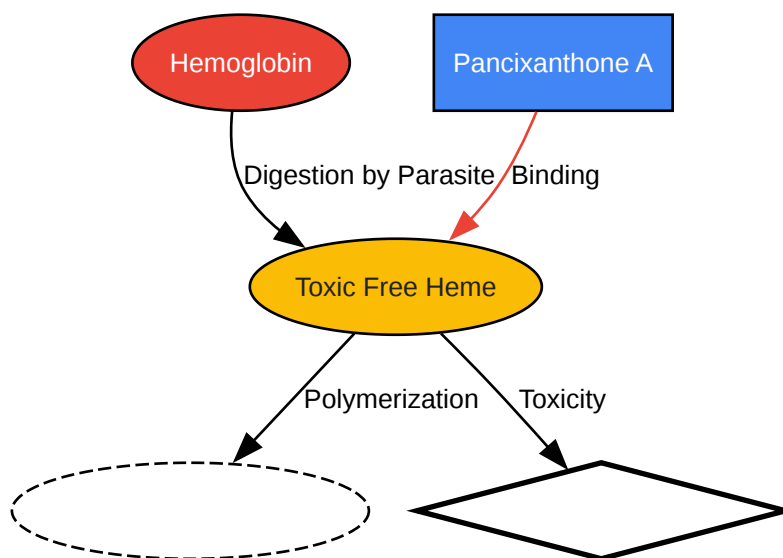 Hemoglobin
Pancixanthone A
Digestion by Parasite
Binding
Toxic Free Heme
Polymerization
Toxicity